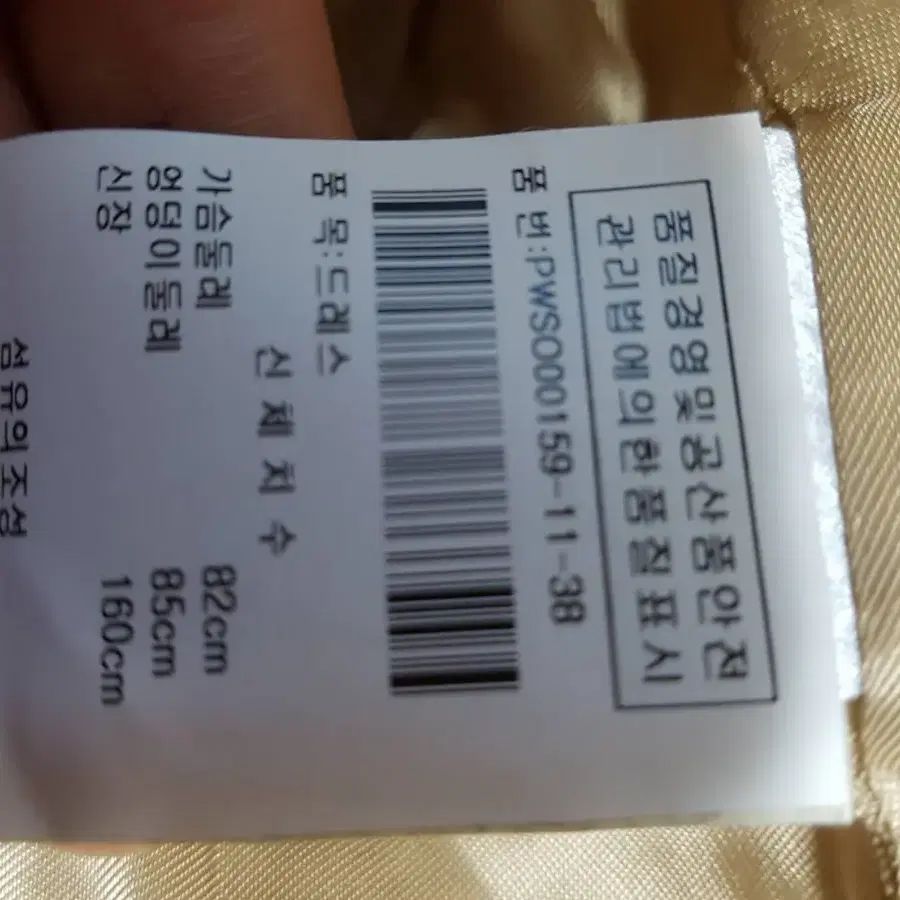 품질경영및공산품안전
관리법에의한품질표시
품 번:PWSO00159-11-38
품 목:드레스
신 체 치 수
가슴둘레 82cm
엉덩이둘레 85cm
신장 160cm
섬유의조성